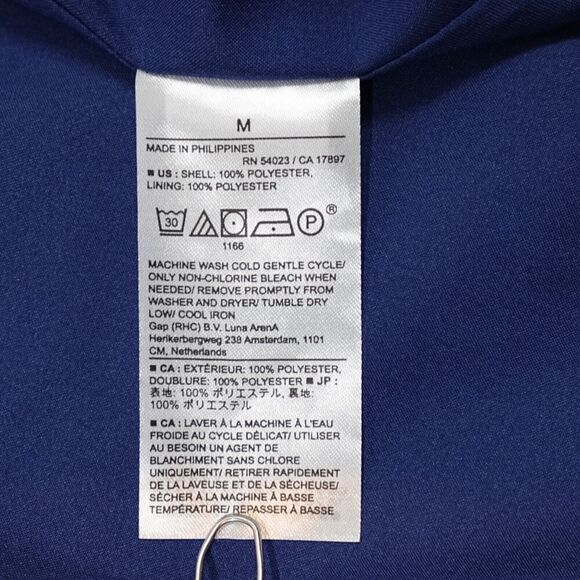 M
MADE IN PHILIPPINES
RN 54023 / CA 17897
■ US : SHELL: 100% POLYESTER,
LINING: 100% POLYESTER
30 P ®
1166
MACHINE WASH COLD GENTLE CYCLE/
ONLY NON-CHLORINE BLEACH WHEN
NEEDED/ REMOVE PROMPTLY FROM
WASHER AND DRYER/ TUMBLE DRY
LOW/ COOL IRON
Gap (RHC) B.V. Luna ArenA
Herikerbergweg 238 Amsterdam, 1101
CM, Netherlands
■ CA : EXTÉRIEUR: 100% POLYESTER,
DOUBLURE: 100% POLYESTER ■ JP :
表地: 100% ポリエステル, 裏地:
100% ポリエステル
■ CA : LAVER À LA MACHINE À L'EAU
FROIDE AU CYCLE DÉLICAT/ UTILISER
AU BESOIN UN AGENT DE
BLANCHIMENT SANS CHLORE
UNIQUEMENT/ RETIRER RAPIDEMENT
DE LA LAVEUSE ET DE LA SÉCHEUSE/
SÉCHER À LA MACHINE À BASSE
TEMPÉRATURE/ REPASSER À BASSE